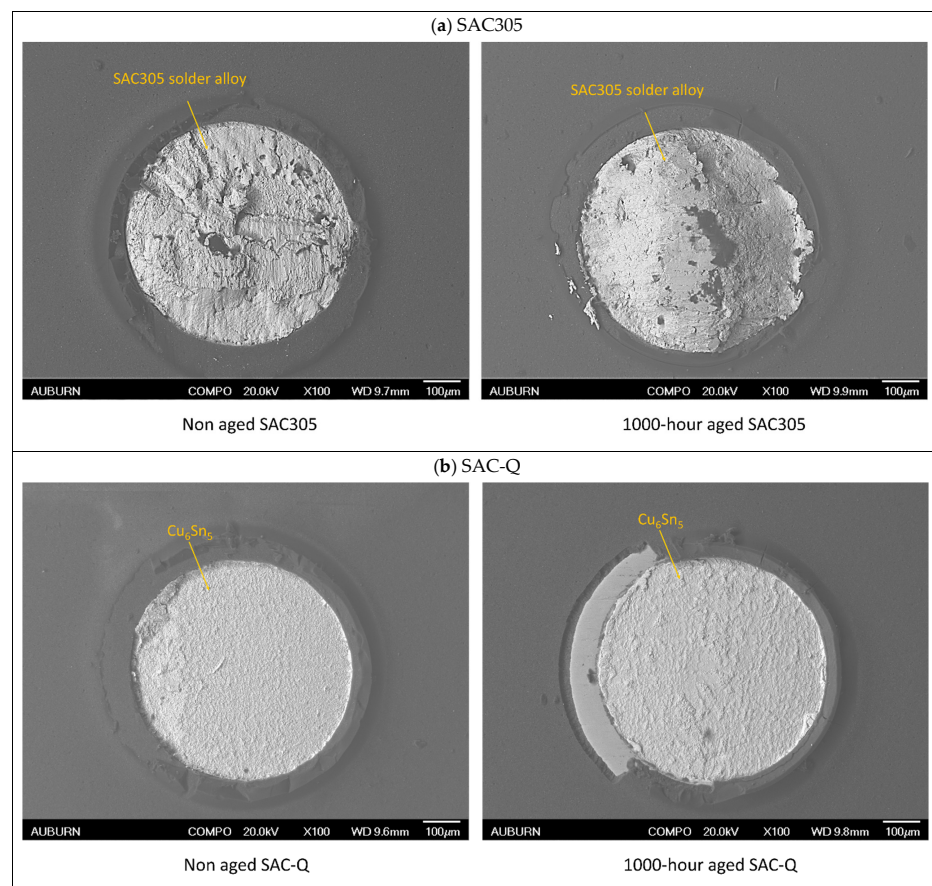 (a) SAC305
SAC305 solder alloy
SAC305 solder alloy
AUBURN COMPO 20.0kV X100 WD 9.7mm 100μm
AUBURN COMPO 20.0kV X100 WD 9.9mm 100μm
Non aged SAC305
1000-hour aged SAC305
(b) SAC-Q
Cu₆Sn₅
Cu₆Sn₅
AUBURN COMPO 20.0kV X100 WD 9.6mm 100μm
AUBURN COMPO 20.0kV X100 WD 9.8mm 100μm
Non aged SAC-Q
1000-hour aged SAC-Q